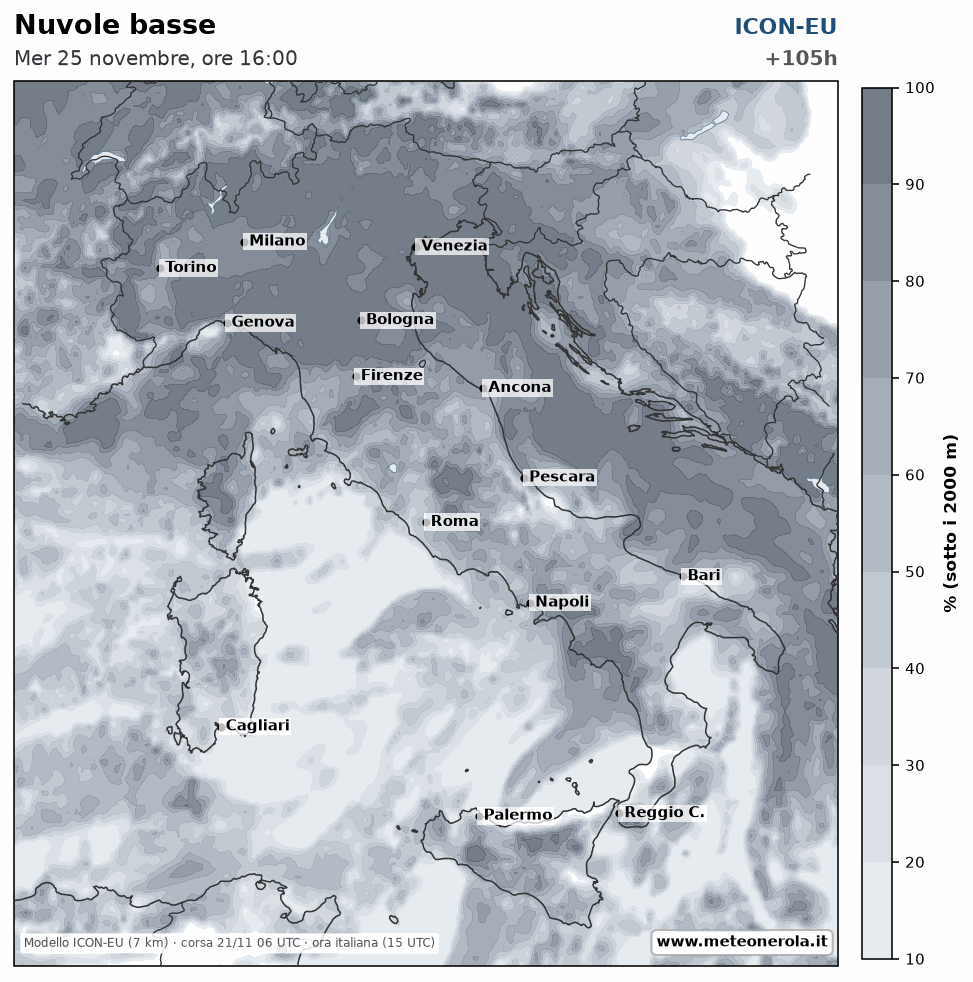 Nuvole basse
ICON-EU
Mer 25 novembre, ore 16:00
+105h
Milano
Venezia
Torino
Genova
Bologna
Firenze
Ancona
Pescara
Roma
Bari
Napoli
Cagliari
Palermo
Reggio C.
Modello ICON-EU (7 km) · corsa 21/11 06 UTC · ora italiana (15 UTC)
www.meteonerola.it
100
90
80
70
60
50
40
30
20
10
% (sotto i 2000 m)